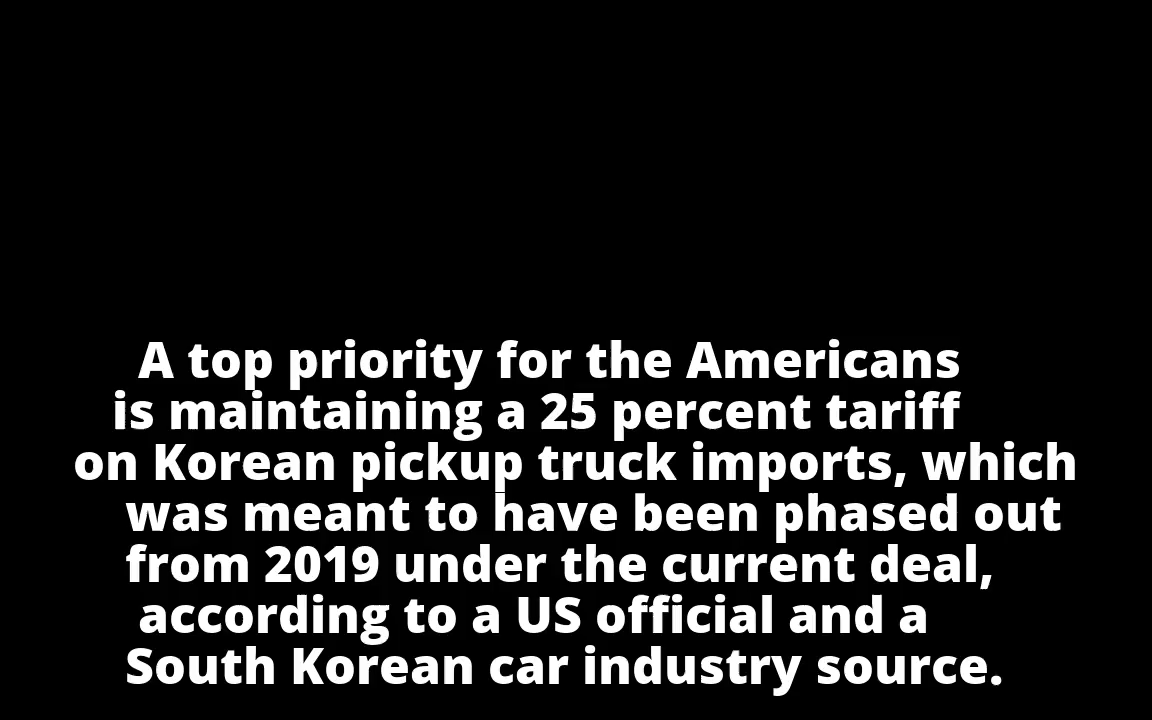 A top priority for the Americans
is maintaining a 25 percent tariff
on Korean pickup truck imports, which
was meant to have been phased out
from 2019 under the current deal,
according to a US official and a
South Korean car industry source.